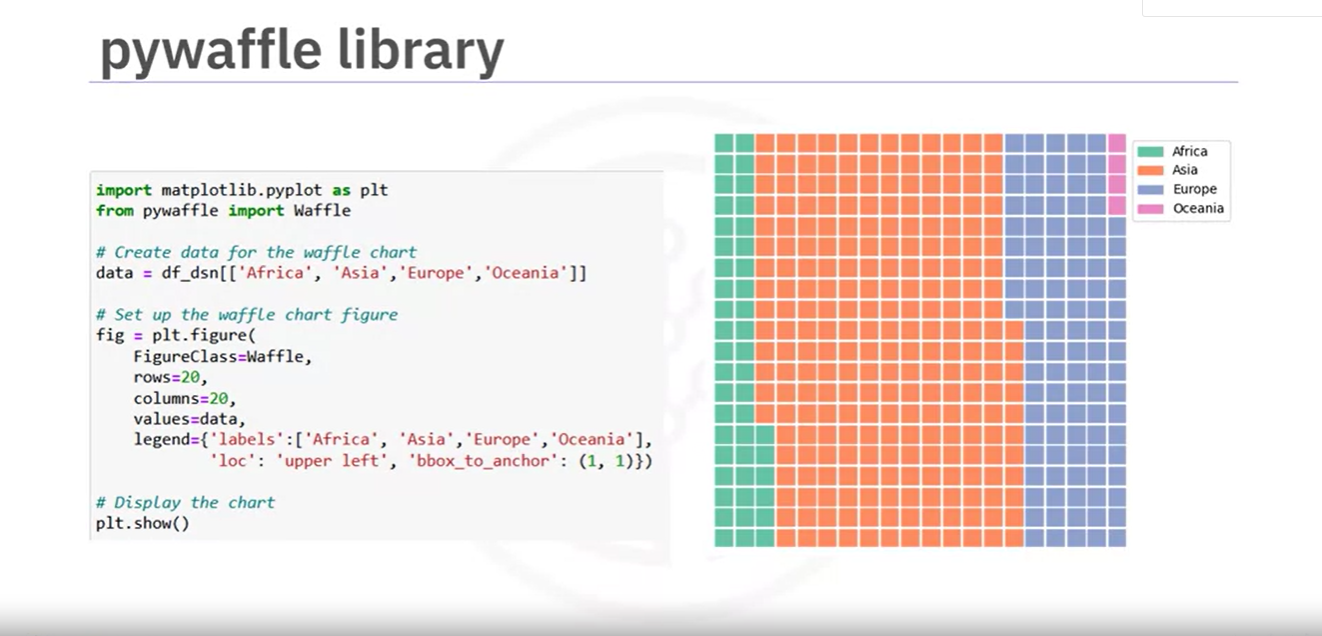 pywaffle library
import matplotlib.pyplot as plt
from pywaffle import Waffle
# Create data for the waffle chart
data = df_dsn[['Africa', 'Asia','Europe','Oceania']]
# Set up the waffle chart figure
fig = plt.figure(
    FigureClass=Waffle,
    rows=20,
    columns=20,
    values=data,
    legend={'labels':['Africa', 'Asia','Europe','Oceania'],
            'loc': 'upper left', 'bbox_to_anchor': (1, 1)})
# Display the chart
plt.show()
Africa
Asia
Europe
Oceania